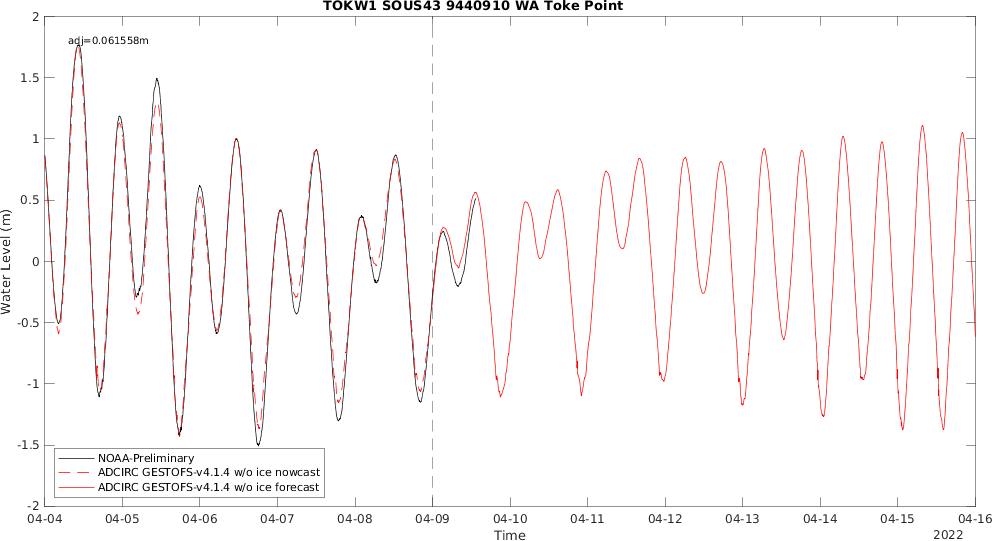 TOKW1 SOUS43 9440910 WA Toke Point
adj=0.061558m
2
1.5
1
0.5
0
-0.5
-1
-1.5
-2
Water Level (m)
NOAA-Preliminary
ADCIRC GESTOFS-v4.1.4 w/o ice nowcast
ADCIRC GESTOFS-v4.1.4 w/o ice forecast
04-04 04-05 04-06 04-07 04-08 04-09 04-10 04-11 04-12 04-13 04-14 04-15 04-16
Time
2022